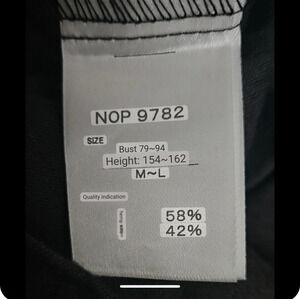 NOP 9782
SIZE
Bust 79~94
Height: 154~162
M~L
Quality indication
58%
42%